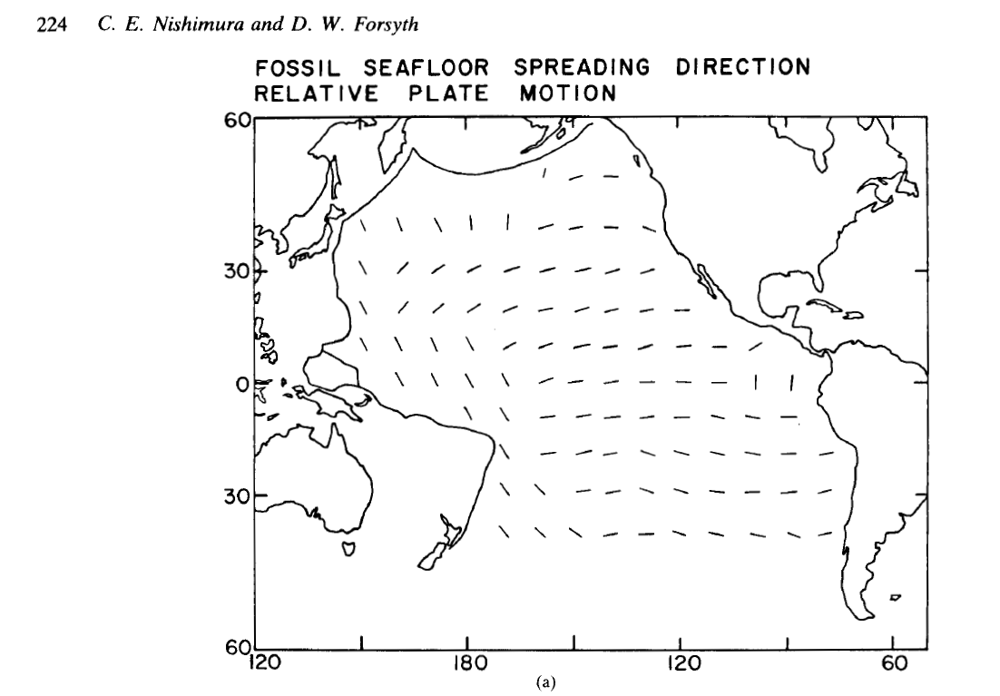 224 C. E. Nishimura and D. W. Forsyth
FOSSIL SEAFLOOR SPREADING DIRECTION
RELATIVE PLATE MOTION
60
30
0
30
60
120 180 120 60
(a)